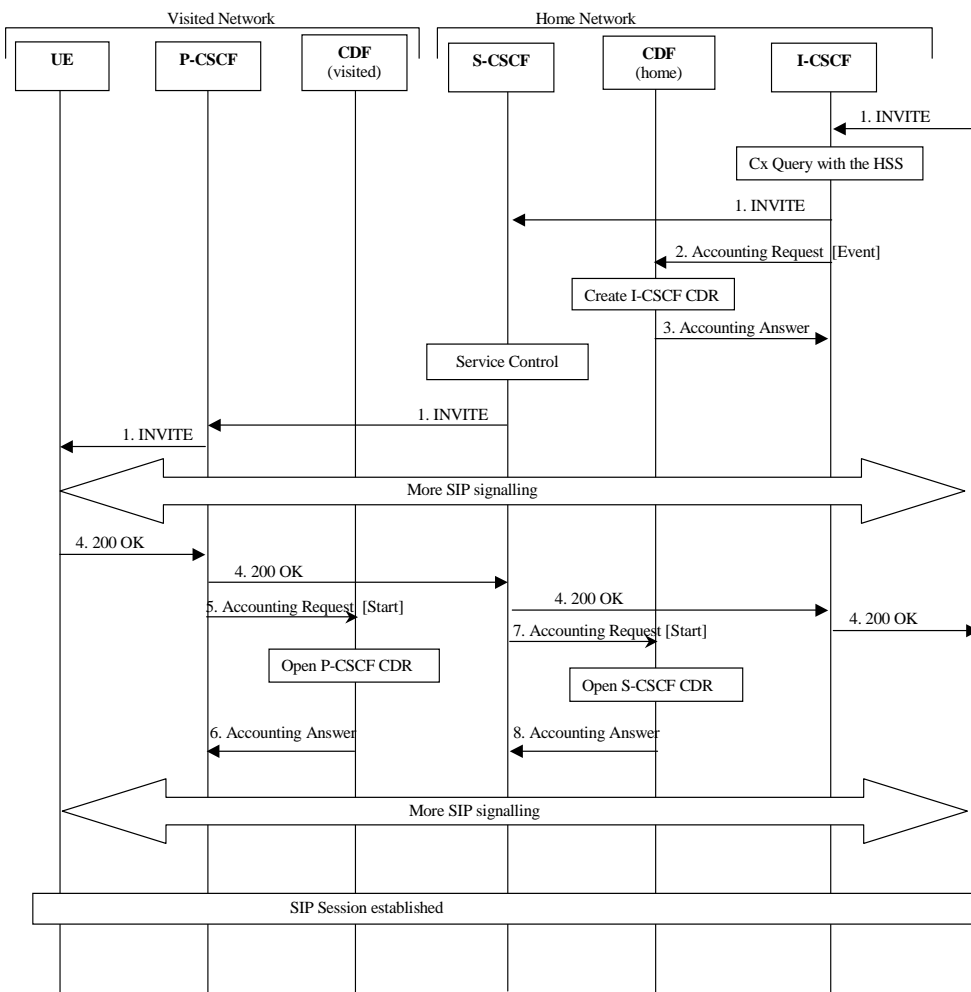 Visited Network
Home Network
UE
P-CSCF
CDF
(visited)
S-CSCF
CDF
(home)
I-CSCF
1. INVITE
Cx Query with the HSS
1. INVITE
2. Accounting Request [Event]
Create I-CSCF CDR
3. Accounting Answer
Service Control
1. INVITE
1. INVITE
More SIP signalling
4. 200 OK
4. 200 OK
5. Accounting Request [Start]
4. 200 OK
4. 200 OK
7. Accounting Request [Start]
Open P-CSCF CDR
Open S-CSCF CDR
6. Accounting Answer
8. Accounting Answer
More SIP signalling
SIP Session established